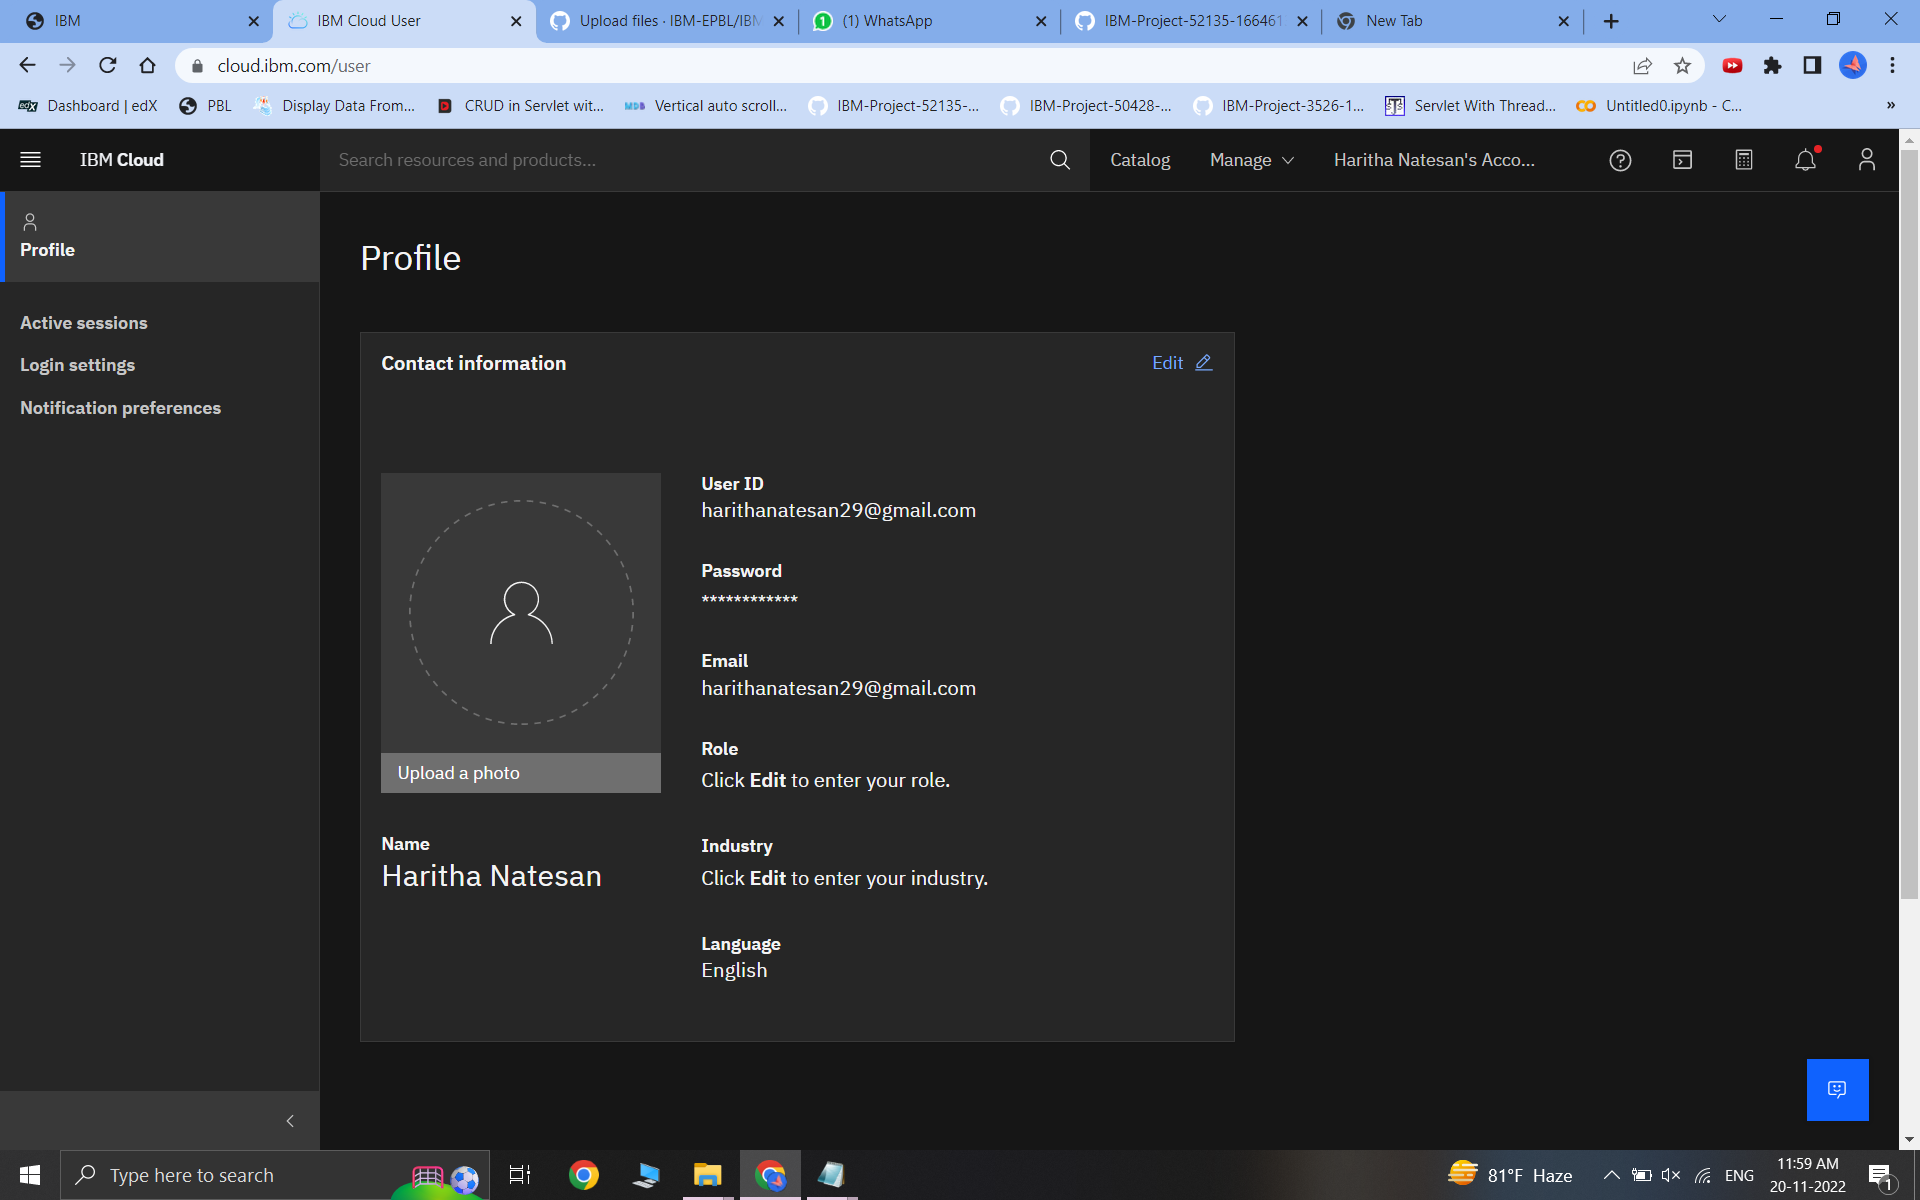 IBM
IBM Cloud User
Upload files · IBM-EPBL/IBM
(1) WhatsApp
IBM-Project-52135-166461
New Tab
cloud.ibm.com/user
Dashboard | edX
PBL
Display Data From...
CRUD in Servlet wit...
Vertical auto scroll...
IBM-Project-52135-...
IBM-Project-50428-...
IBM-Project-3526-1...
Servlet With Thread...
Untitled0.ipynb - C...
»
IBM Cloud
Search resources and products...
Catalog
Manage
Haritha Natesan's Acco...
Profile
Active sessions
Login settings
Notification preferences
Profile
Contact information
Edit
Upload a photo
Name
Haritha Natesan
User ID
harithanatesan29@gmail.com
Password
************
Email
harithanatesan29@gmail.com
Role
Click Edit to enter your role.
Industry
Click Edit to enter your industry.
Language
English
Type here to search
81°F Haze
ENG
11:59 AM
20-11-2022
1